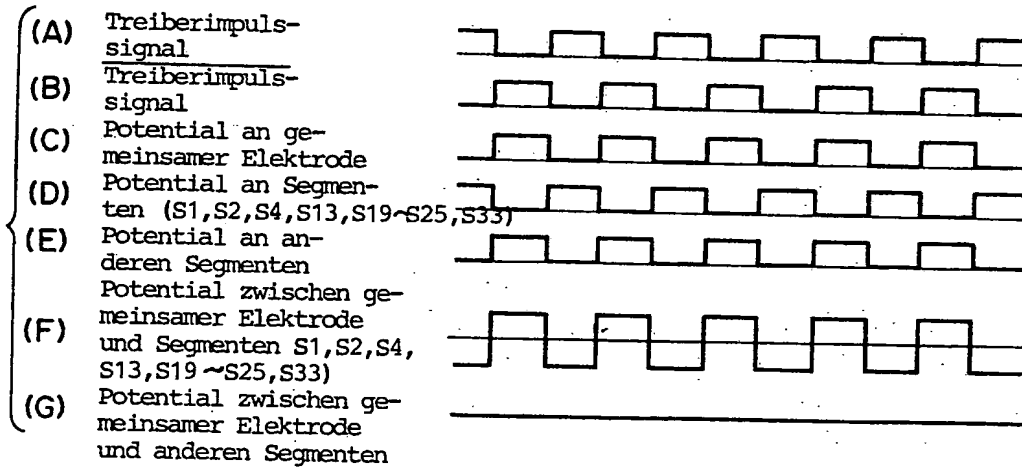 (A) Treiberimpuls-
signal
(B) Treiberimpuls-
signal
(C) Potential an ge-
meinsamer Elektrode
(D) Potential an Segmen-
ten (S1,S2,S4,S13,S19~S25,S33)
(E) Potential an an-
deren Segmenten
Potential zwischen ge-
(F) meinsamer Elektrode
und Segmenten S1,S2,S4,
S13,S19~S25,S33)
(G) Potential zwischen ge-
meinsamer Elektrode
und anderen Segmenten